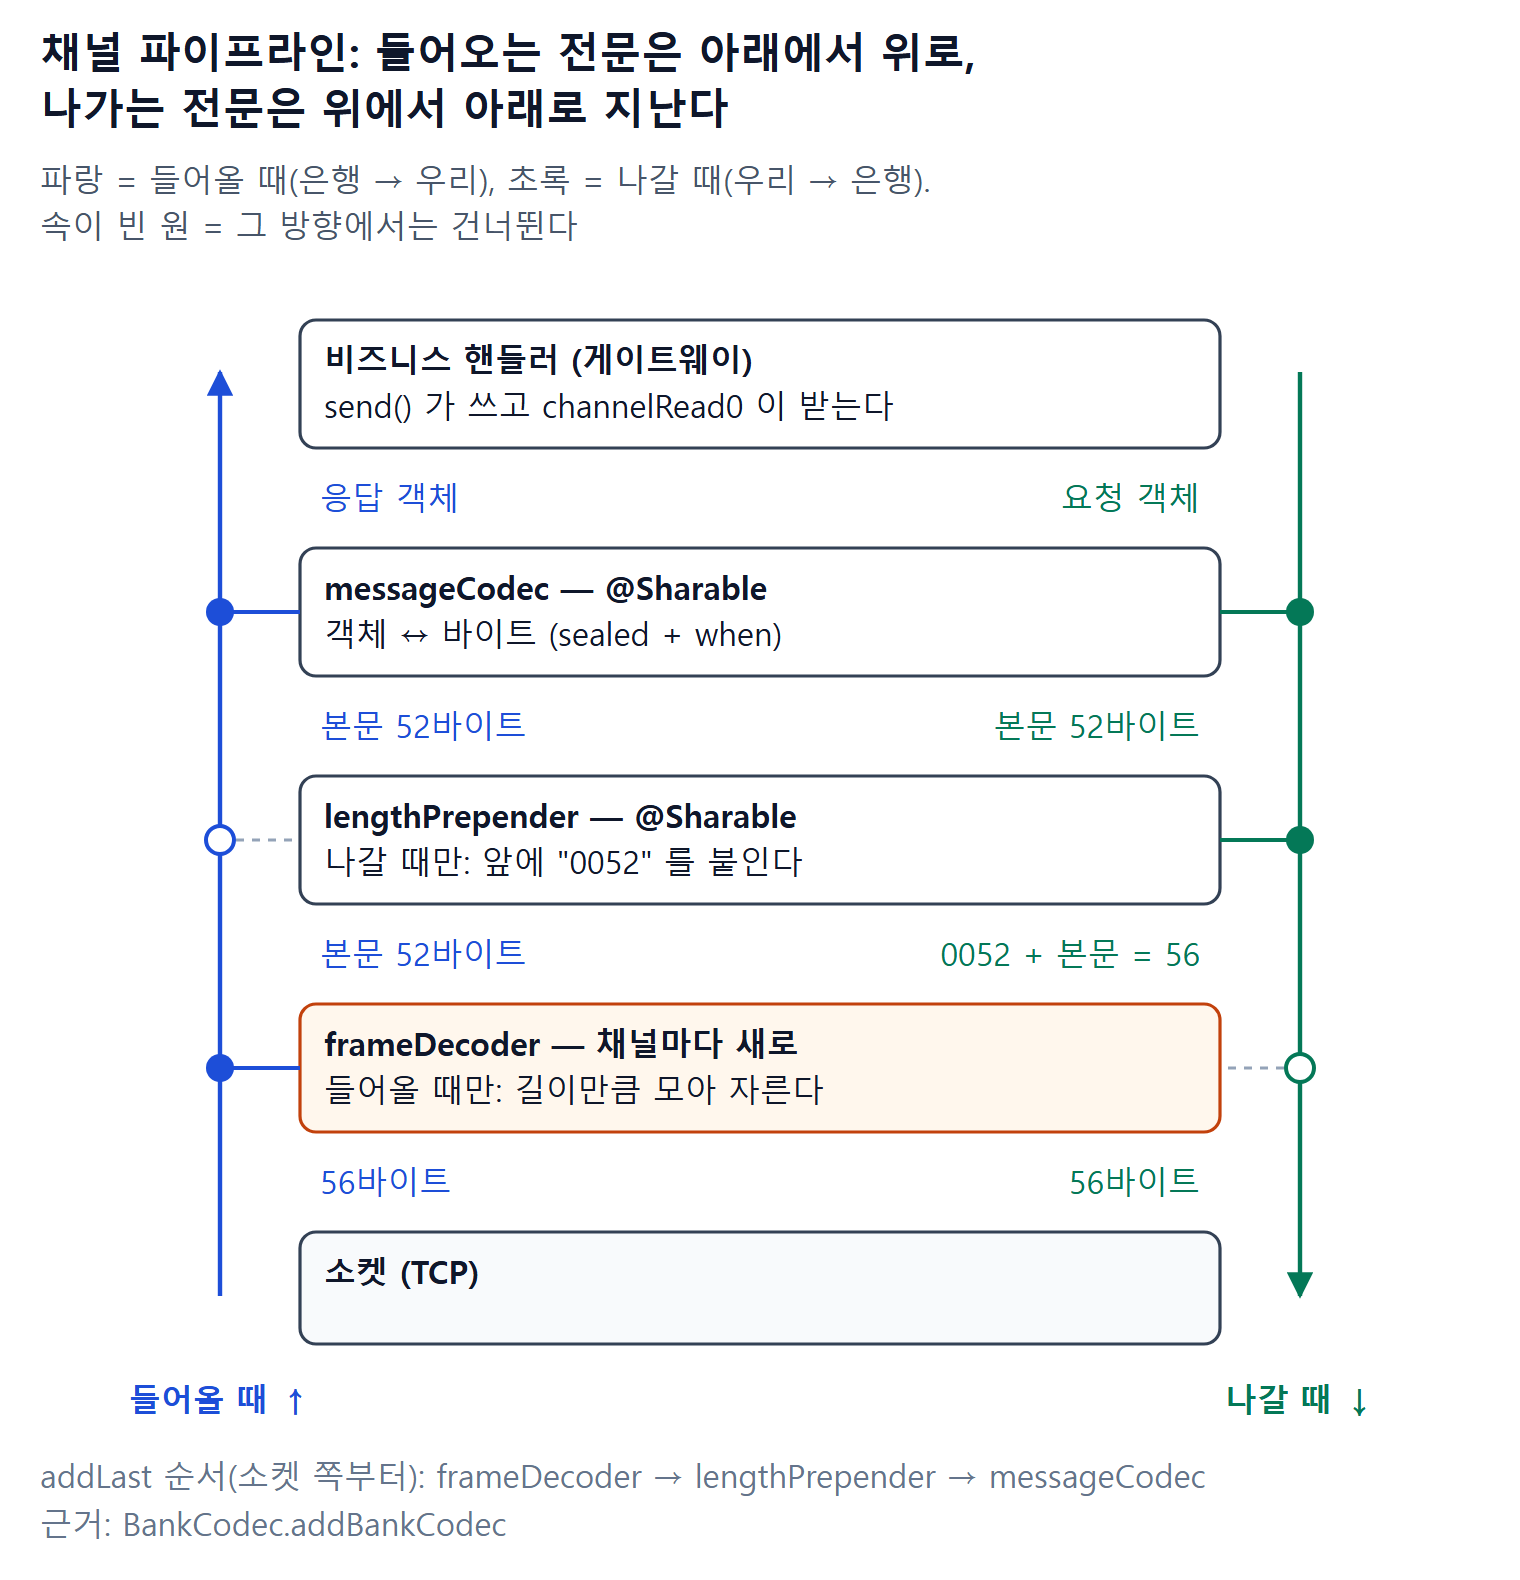 채널 파이프라인: 들어오는 전문은 아래에서 위로,
나가는 전문은 위에서 아래로 지난다
파랑 = 들어올 때(은행 → 우리), 초록 = 나갈 때(우리 → 은행).
속이 빈 원 = 그 방향에서는 건너뛴다
비즈니스 핸들러 (게이트웨이)
send() 가 쓰고 channelRead0 이 받는다
응답 객체
요청 객체
messageCodec — @Sharable
객체 ↔ 바이트 (sealed + when)
본문 52바이트
본문 52바이트
lengthPrepender — @Sharable
나갈 때만: 앞에 "0052" 를 붙인다
본문 52바이트
0052 + 본문 = 56
frameDecoder — 채널마다 새로
들어올 때만: 길이만큼 모아 자른다
56바이트
56바이트
소켓 (TCP)
들어올 때 ↑
나갈 때 ↓
addLast 순서(소켓 쪽부터): frameDecoder → lengthPrepender → messageCodec
근거: BankCodec.addBankCodec